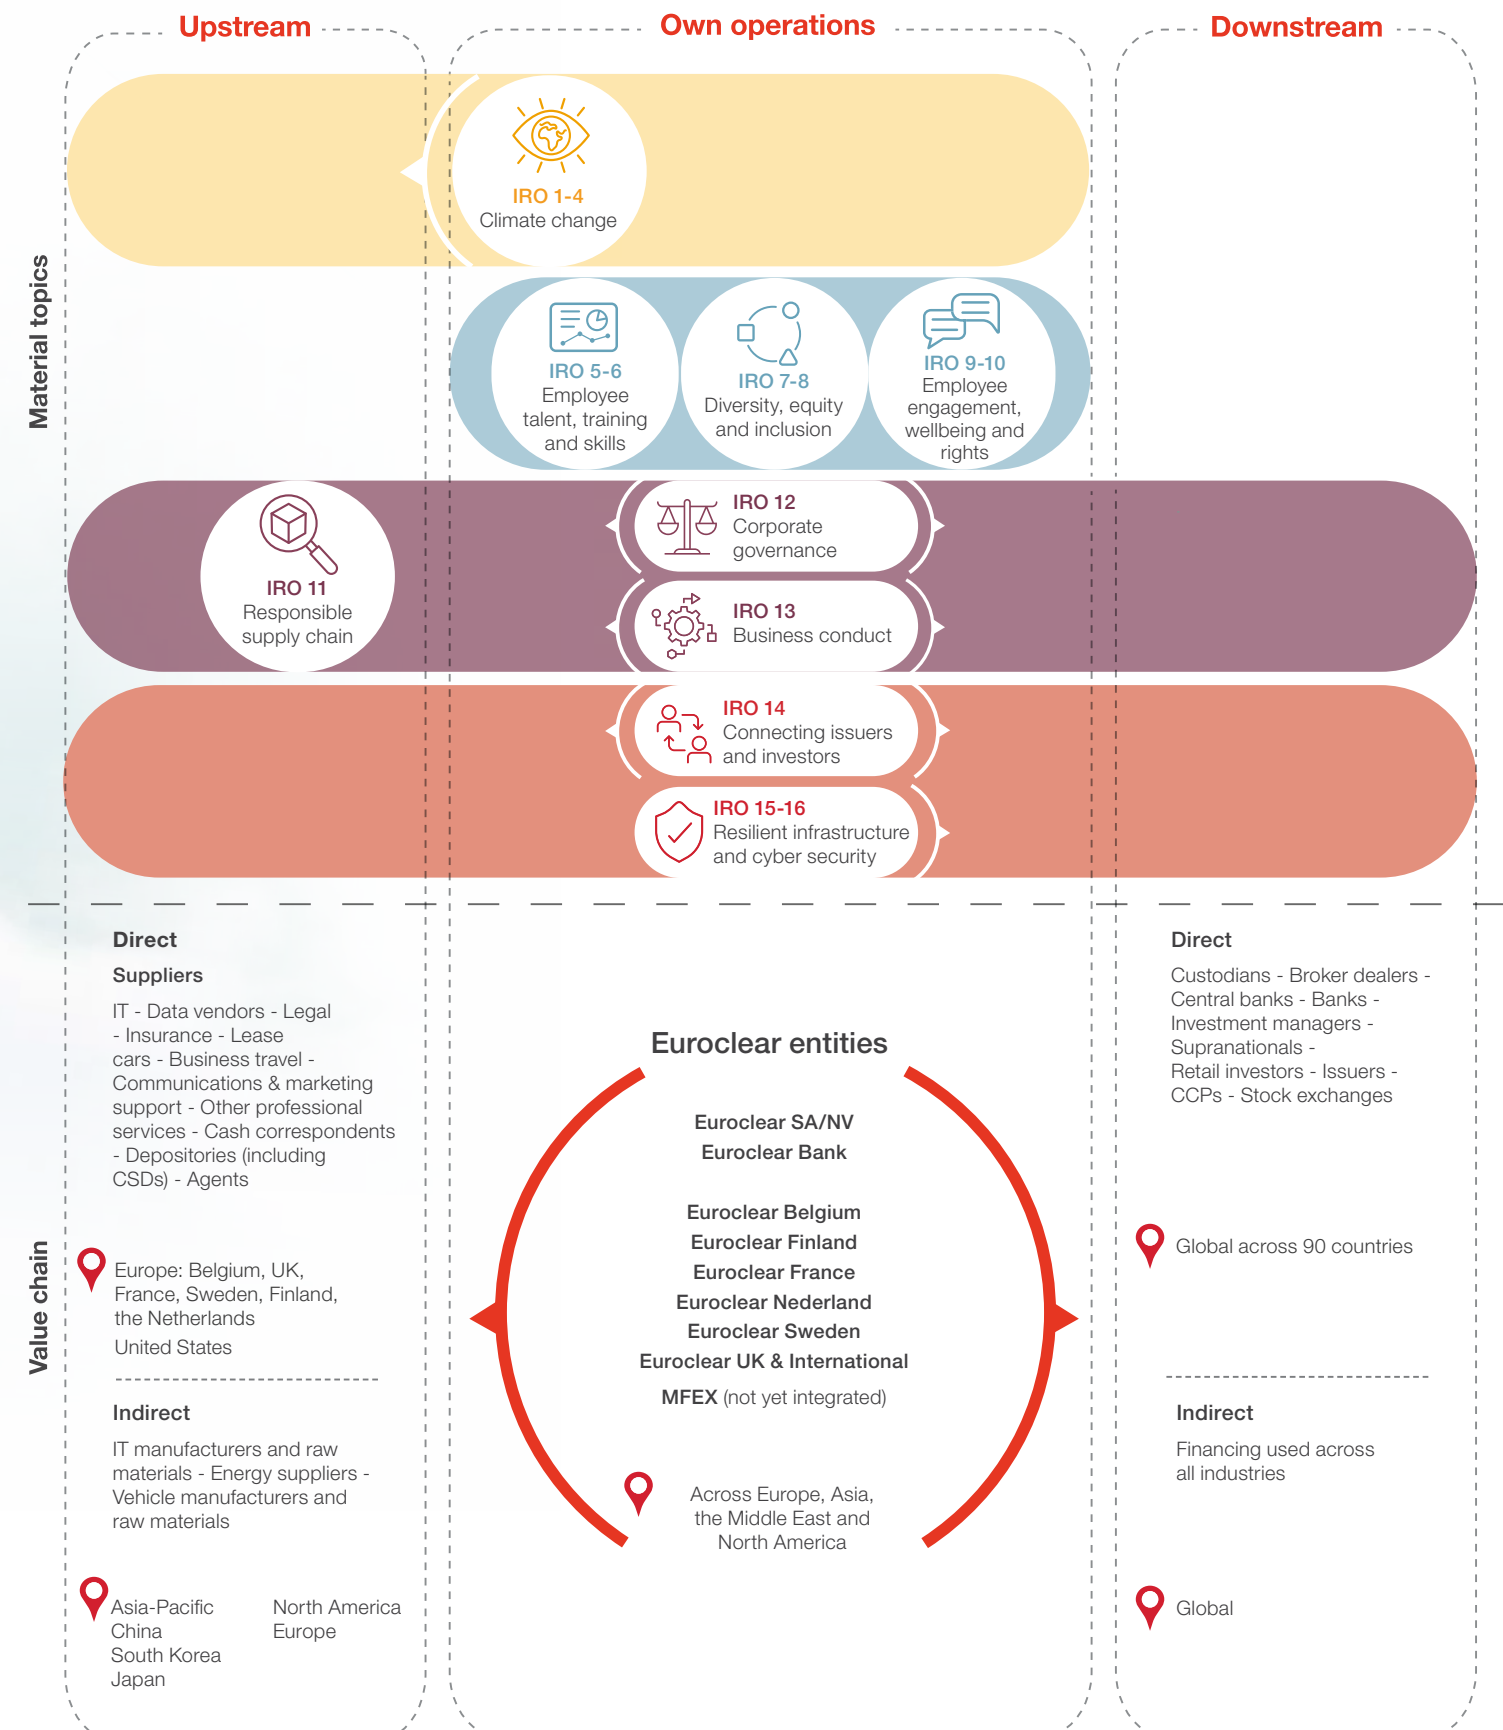 Upstream
Own operations
Downstream
Material topics
IRO 1-4
Climate change
IRO 5-6
Employee
talent, training
and skills
IRO 7-8
Diversity, equity
and inclusion
IRO 9-10
Employee
engagement,
wellbeing and
rights
IRO 11
Responsible
supply chain
IRO 12
Corporate
governance
IRO 13
Business conduct
IRO 14
Connecting issuers
and investors
IRO 15-16
Resilient infrastructure
and cyber security
Value chain
Direct
Suppliers
IT - Data vendors - Legal
- Insurance - Lease
cars - Business travel -
Communications & marketing
support - Other professional
services - Cash correspondents
- Depositories (including
CSDs) - Agents
Europe: Belgium, UK,
France, Sweden, Finland,
the Netherlands
United States
Indirect
IT manufacturers and raw
materials - Energy suppliers -
Vehicle manufacturers and
raw materials
Asia-Pacific
China
South Korea
Japan
North America
Europe
Euroclear entities
Euroclear SA/NV
Euroclear Bank
Euroclear Belgium
Euroclear Finland
Euroclear France
Euroclear Nederland
Euroclear Sweden
Euroclear UK & International
MFEX (not yet integrated)
Across Europe, Asia,
the Middle East and
North America
Direct
Custodians - Broker dealers -
Central banks - Banks -
Investment managers -
Supranationals -
Retail investors - Issuers -
CCPs - Stock exchanges
Global across 90 countries
Indirect
Financing used across
all industries
Global